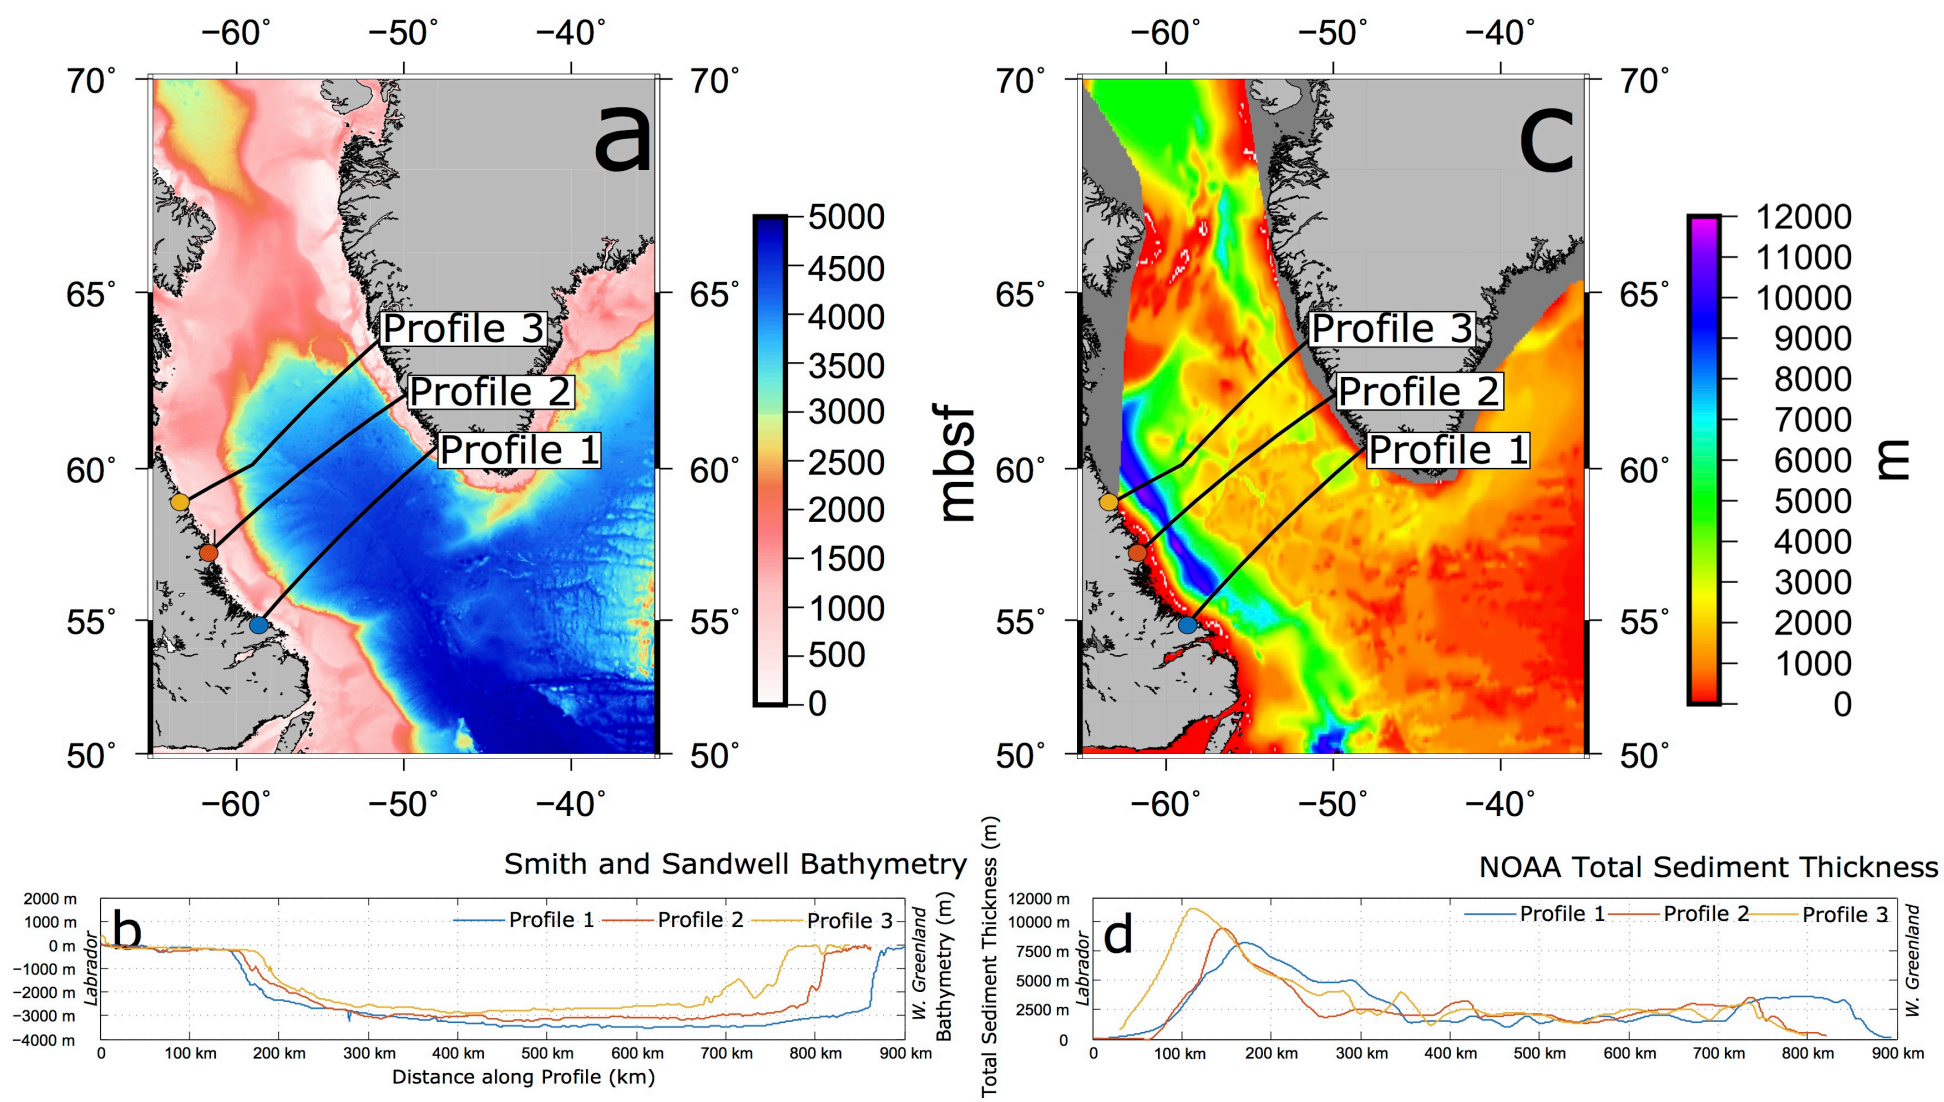 −60° −50° −40°
70° 70°
a
65° 65°
Profile 3
Profile 2
Profile 1
60° 60°
55° 55°
50° 50°
−60° −50° −40°
5000
4500
4000
3500
3000
2500
2000
1500
1000
500
0
mbsf
−60° −50° −40°
70° 70°
c
65° 65°
Profile 3
Profile 2
Profile 1
60° 60°
55° 55°
50° 50°
−60° −50° −40°
12000
11000
10000
9000
8000
7000
6000
5000
4000
3000
2000
1000
0
m
Smith and Sandwell Bathymetry
b
Profile 1 Profile 2 Profile 3
2000 m
1000 m
0 m
−1000 m
−2000 m
−3000 m
−4000 m
Labrador
W. Greenland
Bathymetry (m)
0 100 km 200 km 300 km 400 km 500 km 600 km 700 km 800 km 900 km
Distance along Profile (km)
NOAA Total Sediment Thickness
d
Profile 1 Profile 2 Profile 3
Total Sediment Thickness (m)
12000 m
10000 m
7500 m
5000 m
2500 m
0
Labrador
W. Greenland
0 100 km 200 km 300 km 400 km 500 km 600 km 700 km 800 km 900 km